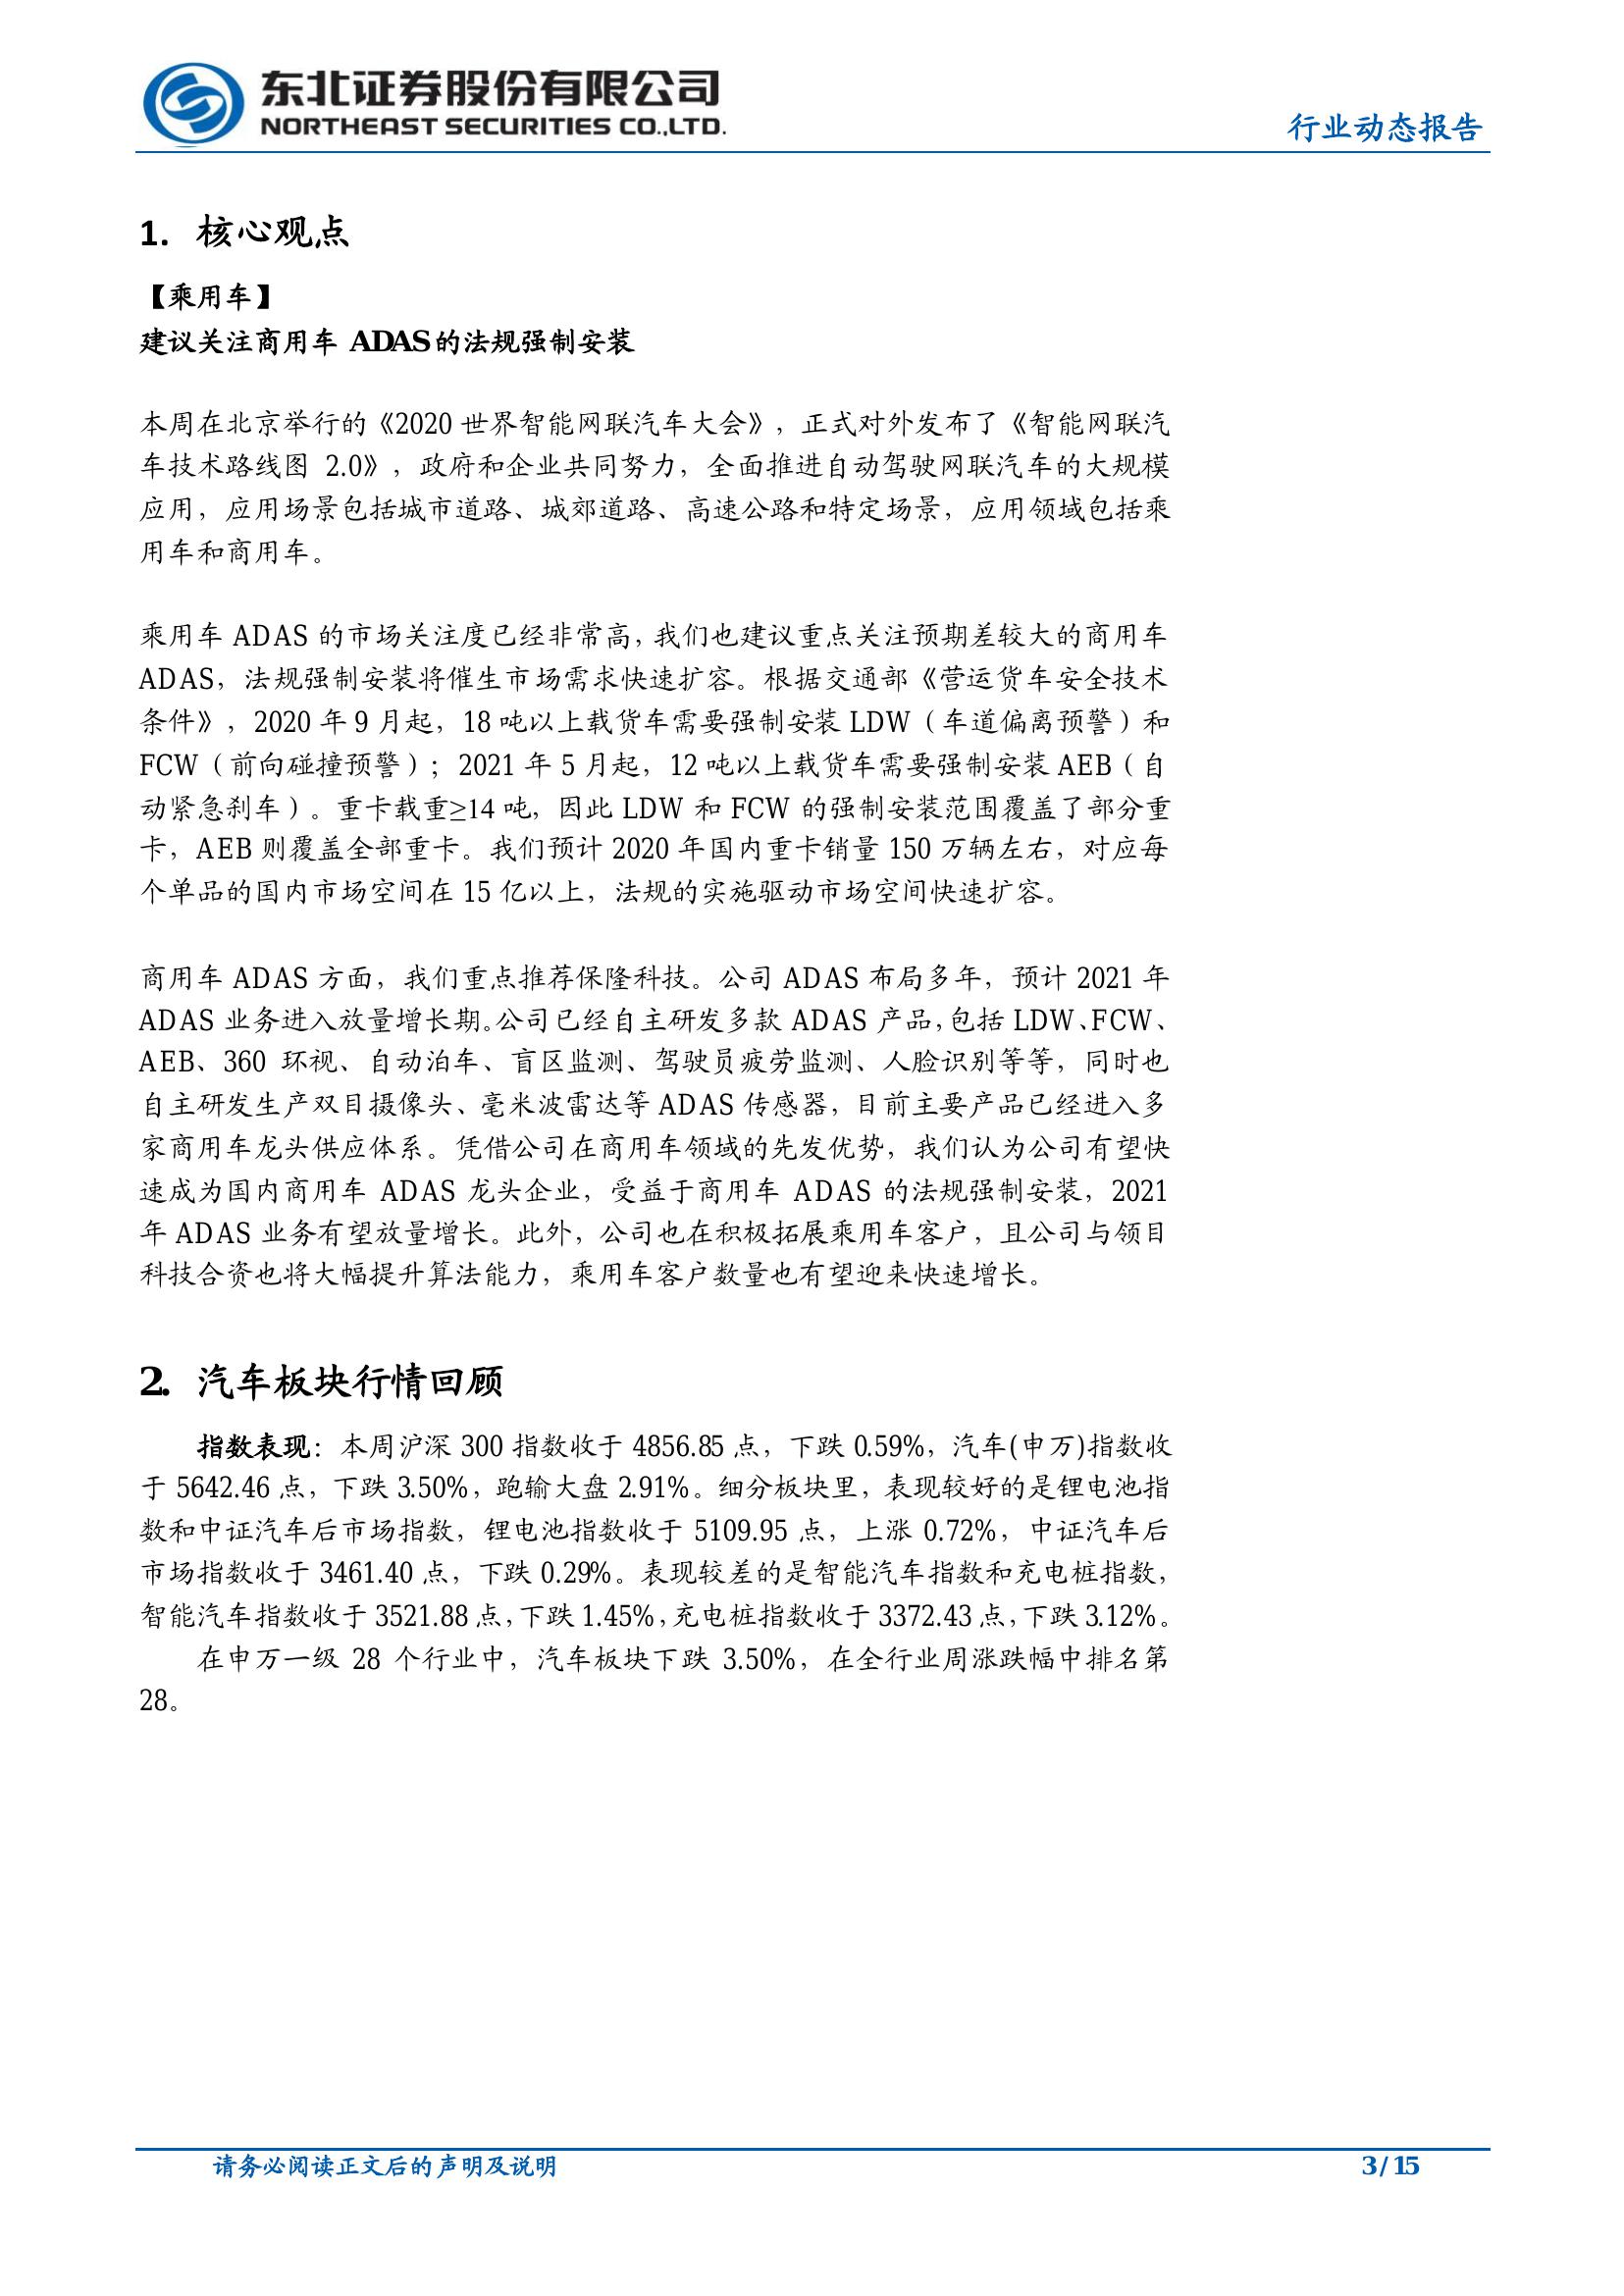 东北证券股份有限公司
NORTHEAST SECURITIES CO.,LTD.
行业动态报告
1. 核心观点
【乘用车】
建议关注商用车 ADAS 的法规强制安装
本周在北京举行的《2020 世界智能网联汽车大会》，正式对外发布了《智能网联汽
车技术路线图 2.0》，政府和企业共同努力，全面推进自动驾驶网联汽车的大规模
应用，应用场景包括城市道路、城郊道路、高速公路和特定场景，应用领域包括乘
用车和商用车。
乘用车 ADAS 的市场关注度已经非常高，我们也建议重点关注预期差较大的商用车
ADAS，法规强制安装将催生市场需求快速扩容。根据交通部《营运货车安全技术
条件》，2020 年 9 月起，18 吨以上载货车需要强制安装 LDW（车道偏离预警）和
FCW（前向碰撞预警）；2021 年 5 月起，12 吨以上载货车需要强制安装 AEB（自
动紧急刹车）。重卡载重≥14 吨，因此 LDW 和 FCW 的强制安装范围覆盖了部分重
卡，AEB 则覆盖全部重卡。我们预计 2020 年国内重卡销量 150 万辆左右，对应每
个单品的国内市场空间在 15 亿以上，法规的实施驱动市场空间快速扩容。
商用车 ADAS 方面，我们重点推荐保隆科技。公司 ADAS 布局多年，预计 2021 年
ADAS 业务进入放量增长期。公司已经自主研发多款 ADAS 产品，包括 LDW、FCW、
AEB、360 环视、自动泊车、盲区监测、驾驶员疲劳监测、人脸识别等等，同时也
自主研发生产双目摄像头、毫米波雷达等 ADAS 传感器，目前主要产品已经进入多
家商用车龙头供应体系。凭借公司在商用车领域的先发优势，我们认为公司有望快
速成为国内商用车 ADAS 龙头企业，受益于商用车 ADAS 的法规强制安装，2021
年 ADAS 业务有望放量增长。此外，公司也在积极拓展乘用车客户，且公司与领目
科技合资也将大幅提升算法能力，乘用车客户数量也有望迎来快速增长。
2. 汽车板块行情回顾
指数表现：本周沪深 300 指数收于 4856.85 点，下跌 0.59%，汽车(申万)指数收
于 5642.46 点，下跌 3.50%，跑输大盘 2.91%。细分板块里，表现较好的是锂电池指
数和中证汽车后市场指数，锂电池指数收于 5109.95 点，上涨 0.72%，中证汽车后
市场指数收于 3461.40 点，下跌 0.29%。表现较差的是智能汽车指数和充电桩指数，
智能汽车指数收于 3521.88 点，下跌 1.45%，充电桩指数收于 3372.43 点，下跌 3.12%。
在申万一级 28 个行业中，汽车板块下跌 3.50%，在全行业周涨跌幅中排名第
28。
请务必阅读正文后的声明及说明
3 / 15